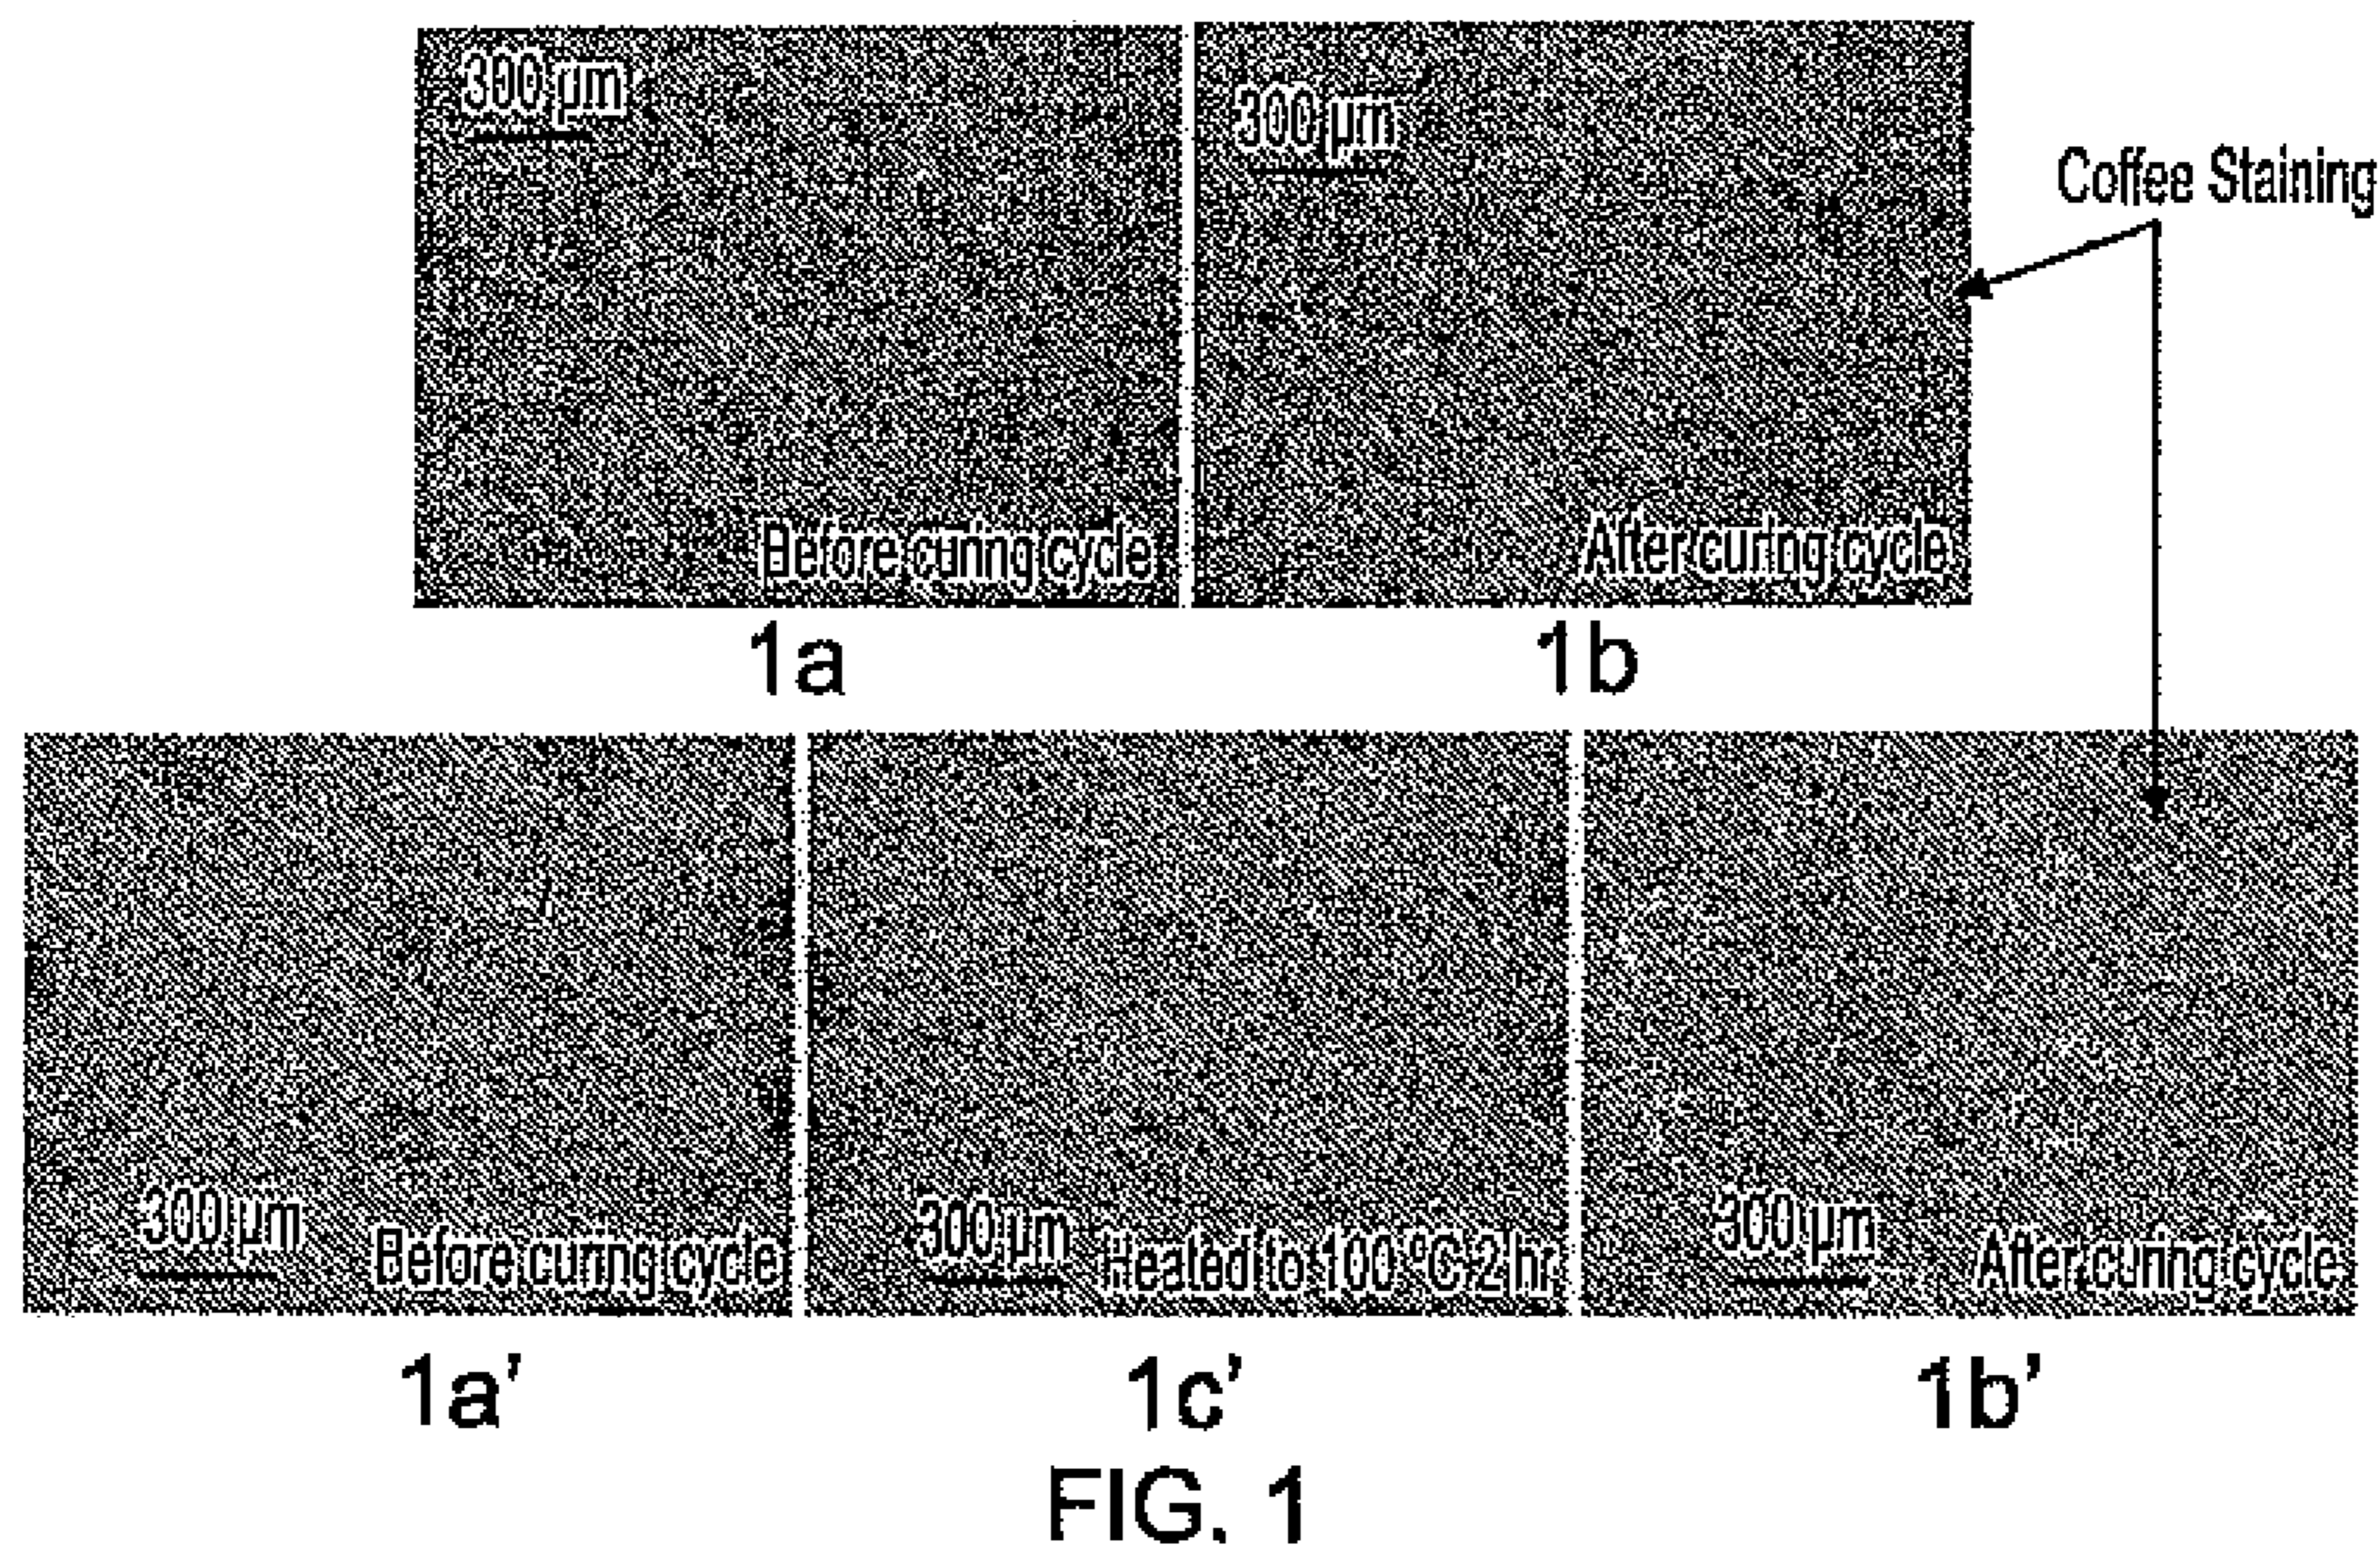 300 µm
300 µm
Coffee Staining
Before curing cycle
After curing cycle
1a
1b
300 µm
Before curing cycle
300 µm
Heated to 100 °C 2 hr
300 µm
After curing cycle
1a’
1c’
1b’
FIG. 1